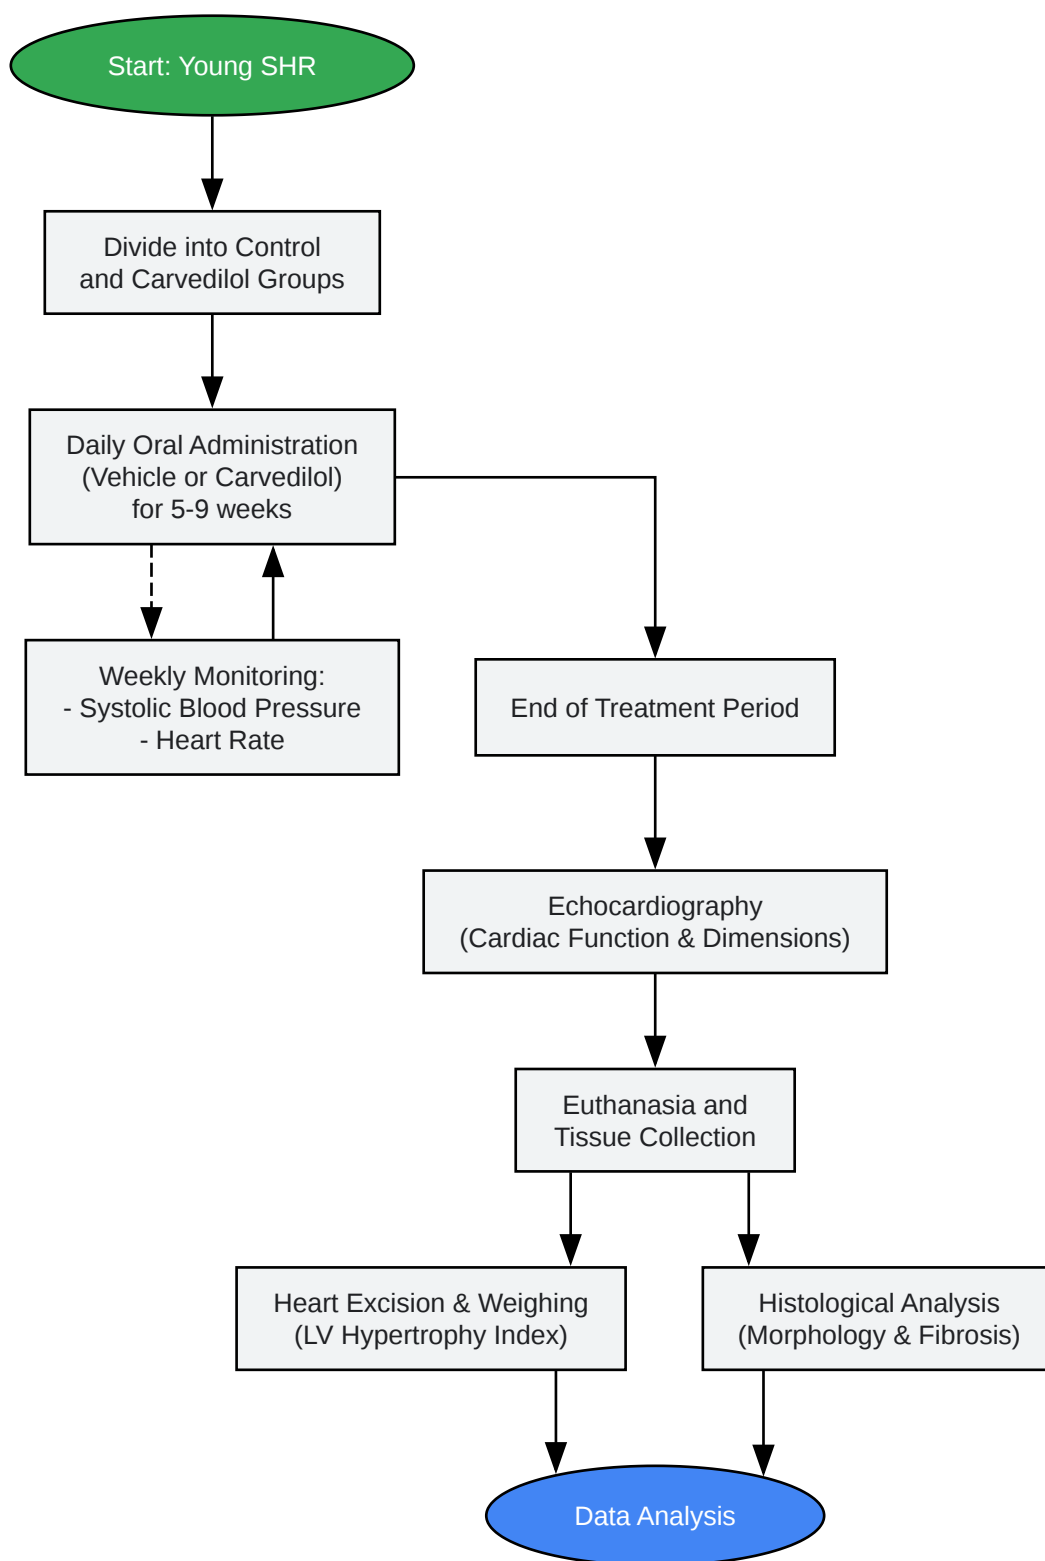 Start: Young SHR
Divide into Control
and Carvedilol Groups
Daily Oral Administration
(Vehicle or Carvedilol)
for 5-9 weeks
Weekly Monitoring:
- Systolic Blood Pressure
- Heart Rate
End of Treatment Period
Echocardiography
(Cardiac Function & Dimensions)
Euthanasia and
Tissue Collection
Heart Excision & Weighing
(LV Hypertrophy Index)
Histological Analysis
(Morphology & Fibrosis)
Data Analysis